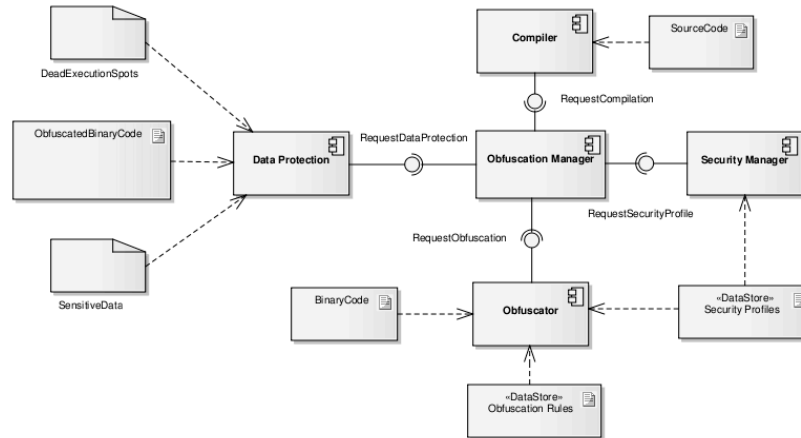 Compiler
SourceCode
DeadExecutionSpots
RequestCompilation
ObfuscatedBinaryCode
RequestDataProtection
Data Protection
Obfuscation Manager
Security Manager
RequestSecurityProfile
RequestObfuscation
SensitiveData
BinaryCode
Obfuscator
«DataStore»
Security Profiles
«DataStore»
Obfuscation Rules